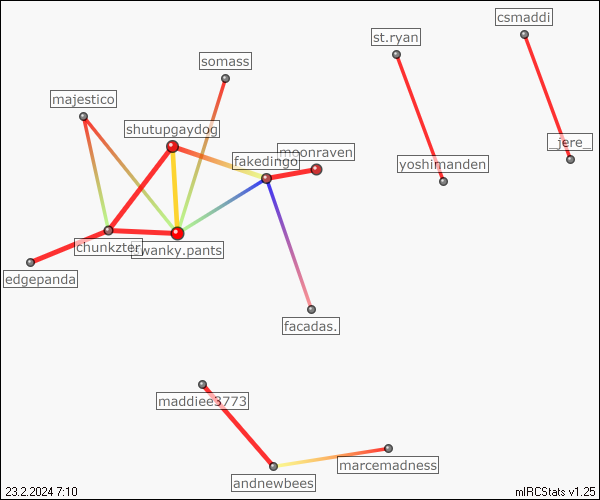 csmaddi
st.ryan
somass
majestico
shutupgaydog
_jere_
moonraven
fakedingo
yoshimanden
chunkzter
wanky.pants
edgepanda
facadas.
maddiee3773
marcemadness
andnewbees
23.2.2024 7:10
mIRCStats v1.25